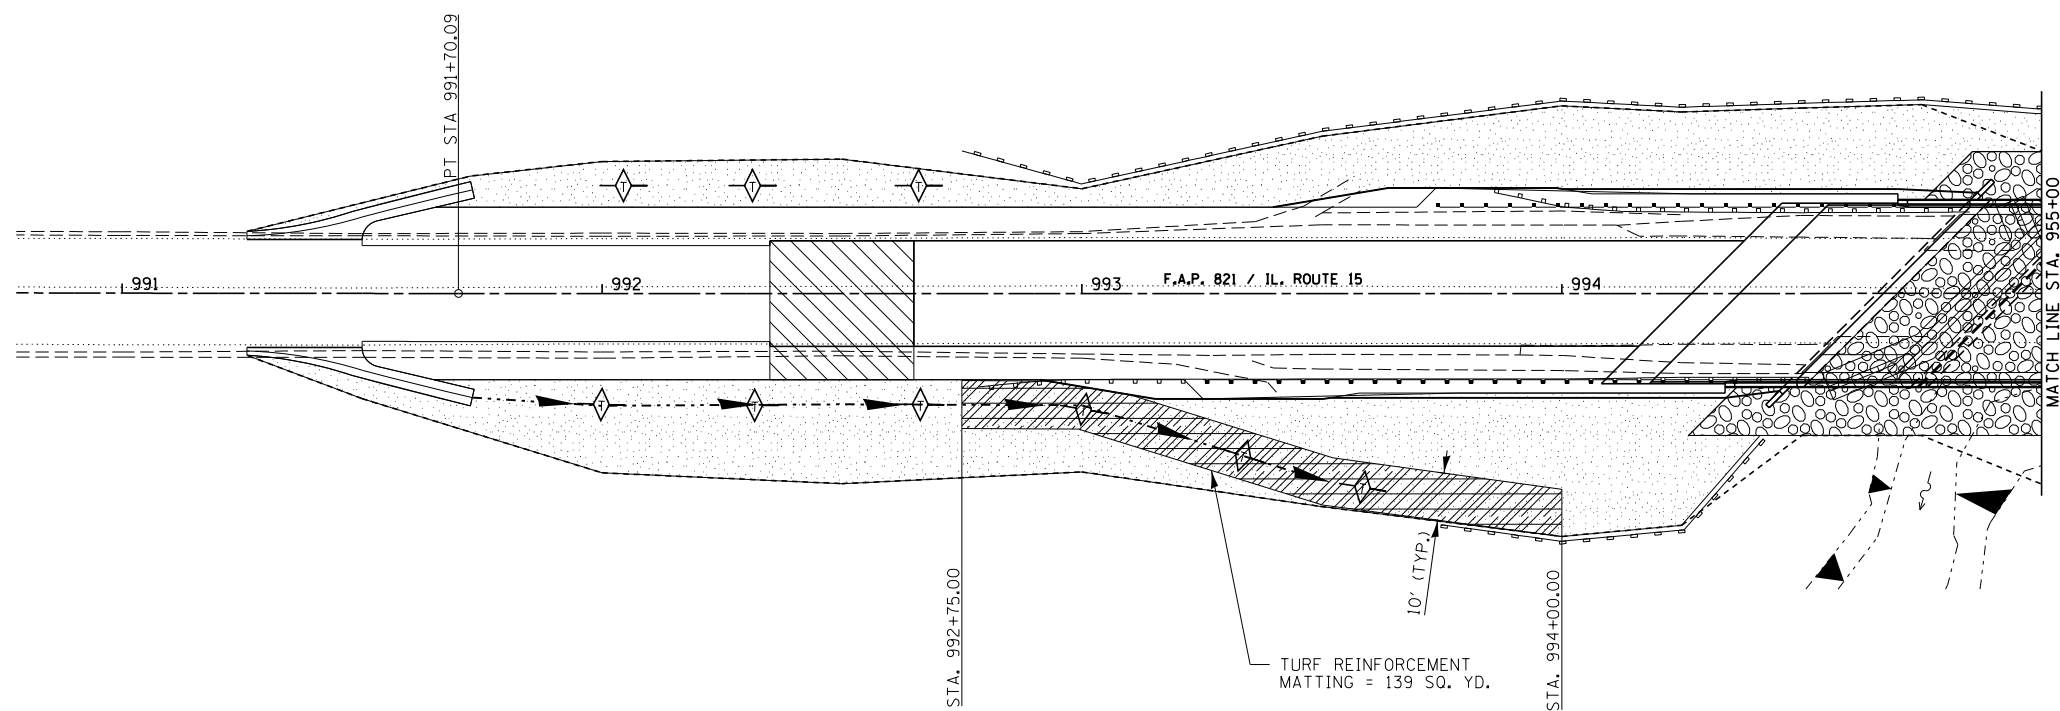 PT STA 991+70.09
991
992
993
F.A.P. 821 / IL. ROUTE 15
994
MATCH LINE STA. 955+00
T
T
T
T
T
T
T
T
T
STA. 992+75.00
10' (TYP.)
STA. 994+00.00
TURF REINFORCEMENT
MATTING = 139 SQ. YD.